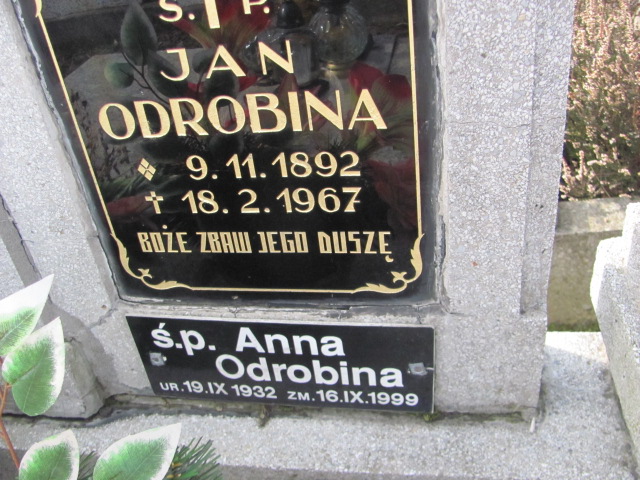 Ś. P.
JAN
ODROBINA
9.11.1892
† 18.2.1967
BOŻE ZBAW JEGO DUSZĘ
ś.p. Anna
Odrobina
UR.19.IX 1932 ZM.16.IX.1999